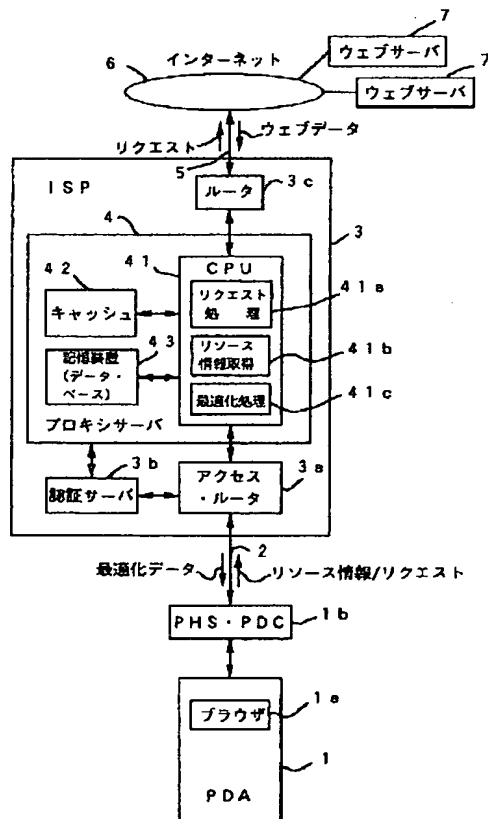 7
ウェブサーバ
インターネット
6
7
ウェブサーバ
ウェブデータ
リクエスト
5
ISP
ルータ
3c
4
3
42
41
CPU
キャッシュ
リクエスト
処 理
41a
43
リソース
情報取得
41b
記憶装置
(データ・
ベース)
最適化処理
41c
プロキシサーバ
3b
認証サーバ
アクセス
・ルータ
3a
2
最適化データ
リソース情報/リクエスト
PHS・PDC
1b
ブラウザ
1a
1
PDA